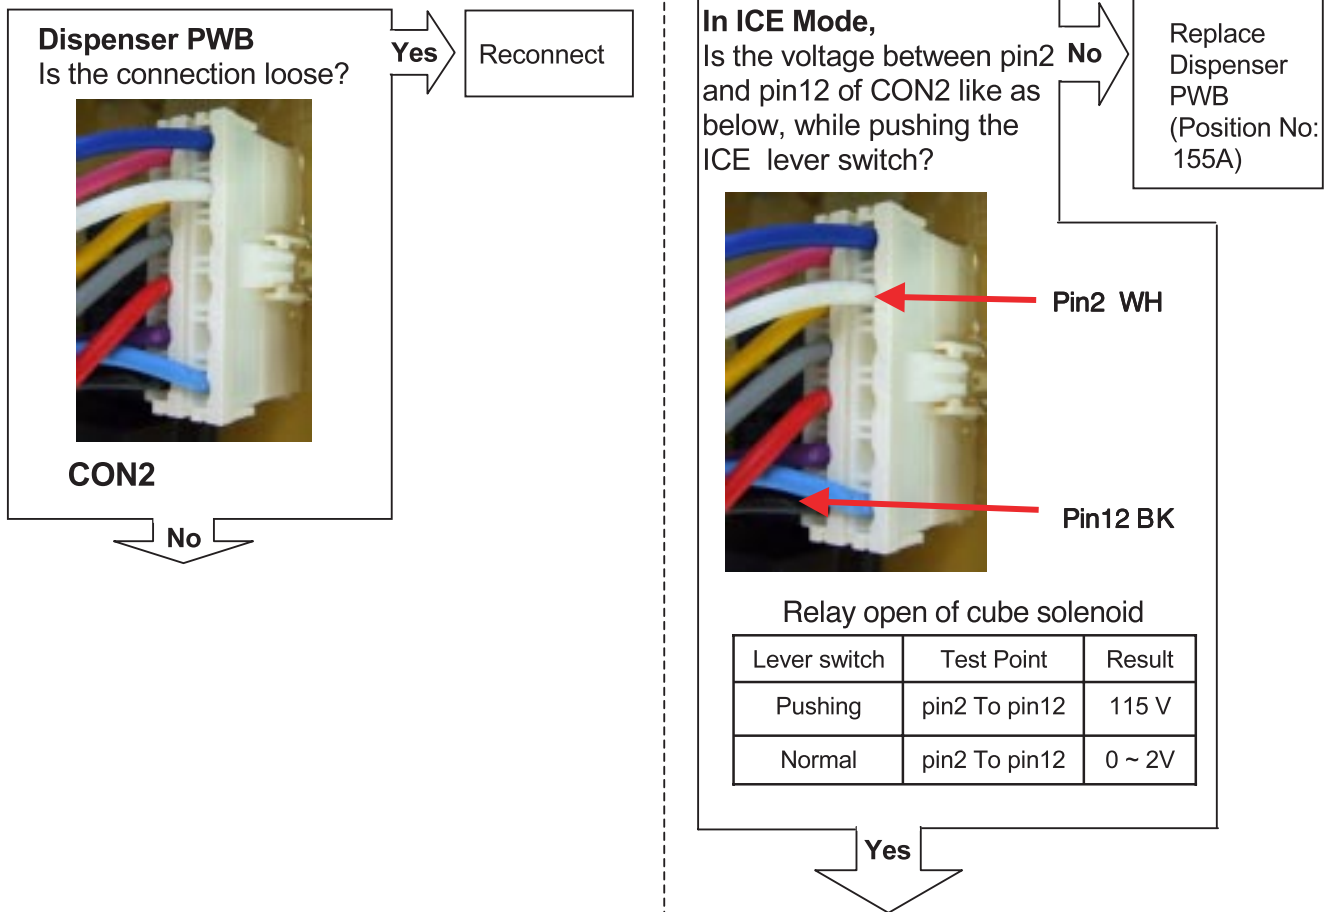 Dispenser PWB
Is the connection loose?
Yes
Reconnect
CON2
No
In ICE Mode,
Is the voltage between pin2
and pin12 of CON2 like as
below, while pushing the
ICE lever switch?
No
Replace
Dispenser
PWB
(Position No:
155A)
Pin2 WH
Pin12 BK
Relay open of cube solenoid
Lever switch Test Point Result
Pushing pin2 To pin12 115 V
Normal pin2 To pin12 0 ~ 2V
Yes